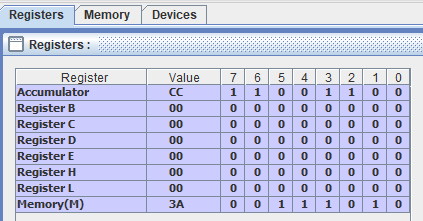 Registers Memory Devices
Registers :
Register Value 7 6 5 4 3 2 1 0
Accumulator CC 1 1 0 0 1 1 0 0
Register B 00 0 0 0 0 0 0 0 0
Register C 00 0 0 0 0 0 0 0 0
Register D 00 0 0 0 0 0 0 0 0
Register E 00 0 0 0 0 0 0 0 0
Register H 00 0 0 0 0 0 0 0 0
Register L 00 0 0 0 0 0 0 0 0
Memory(M) 3A 0 0 1 1 1 0 1 0